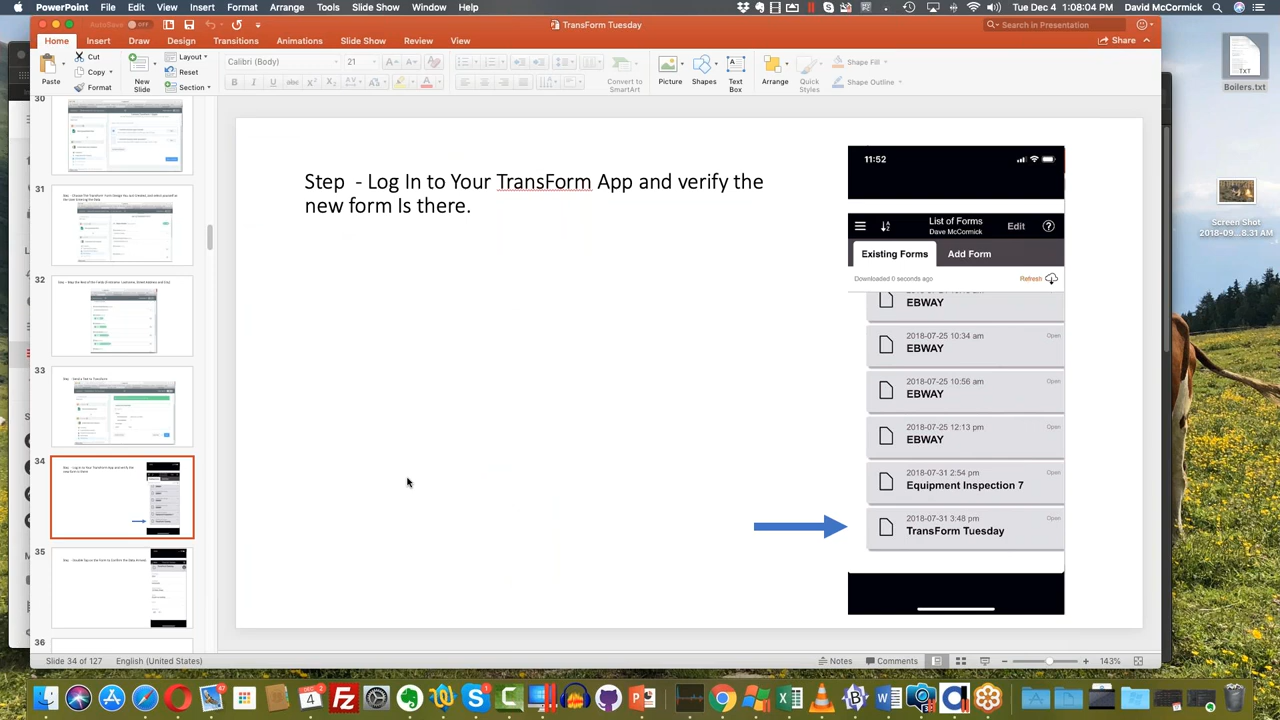 PowerPoint
File
Edit
View
Insert
Format
Arrange
Tools
Slide Show
Window
Help
Tue Dec 4 1:08:04 PM
AutoSave
OFF
TransForm Tuesday
Search in Presentation
Home
Insert
Draw
Design
Transitions
Animations
Slide Show
Review
View
Share
Paste
Cut
Copy
Format
New Slide
Layout
Reset
Section
Calibri (Body)
21
Convert to SmartArt
Picture
Shapes
Text Box
Arrange
Quick Styles
Shape Fill
Shape Outline
30
31
32
33
34
35
36
Step - Log In to Your TransForm App and verify the
new form is there.
11:52
List of Forms
Dave McCormick
Edit
Existing Forms
Add Form
Downloaded 0 seconds ago
Refresh
EBWAY
2018-07-25 10:34 am
Open
EBWAY
2018-07-25 10:56 am
Open
EBWAY
2018-07-25 12:13 pm
Open
EBWAY
2018-07-31 2:54 pm
Open
Equipment Inspection 7
2018-07-31 3:48 pm
Open
TransForm Tuesday
Slide 34 of 127
English (United States)
Notes
Comments
143%
TXT
Boilers.txt
Screen Shot
2018-09...8.31 AM